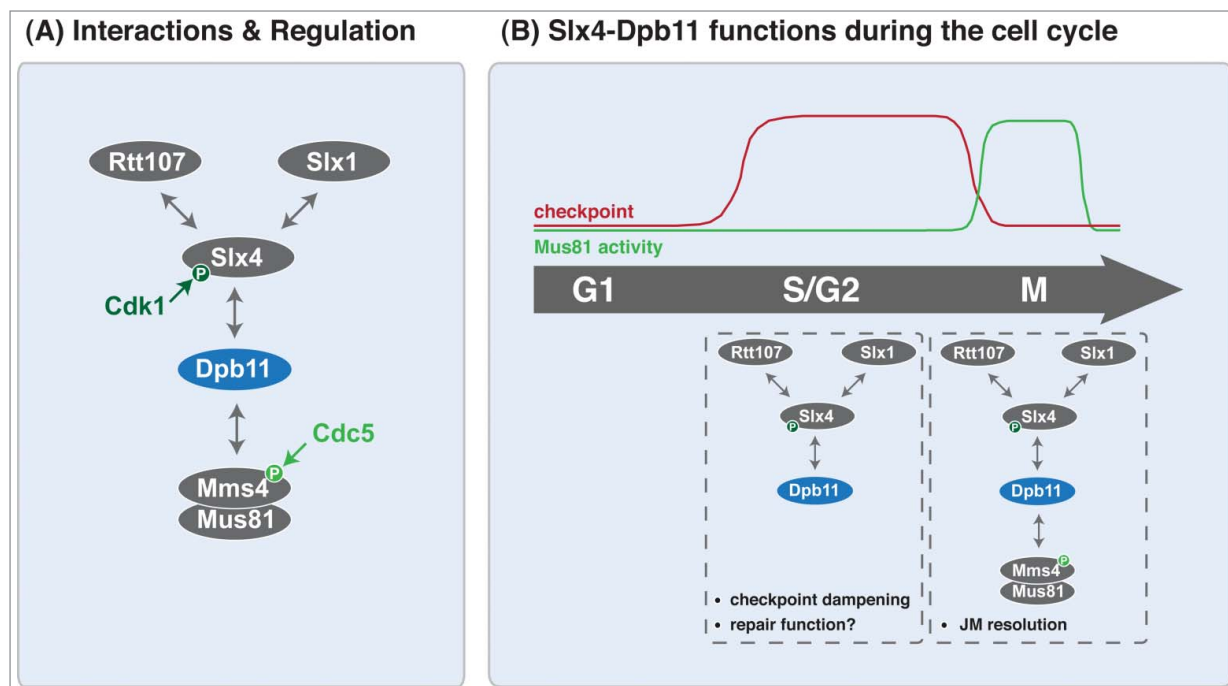 (A) Interactions & Regulation
Rtt107
Slx1
Slx4
P
Cdk1
Dpb11
Cdc5
P
Mms4
Mus81
(B) Slx4-Dpb11 functions during the cell cycle
checkpoint
Mus81 activity
G1 S/G2 M
Rtt107 Slx1
Slx4
P
Dpb11
• checkpoint dampening
• repair function?
Rtt107 Slx1
Slx4
P
Dpb11
P
Mms4
Mus81
• JM resolution